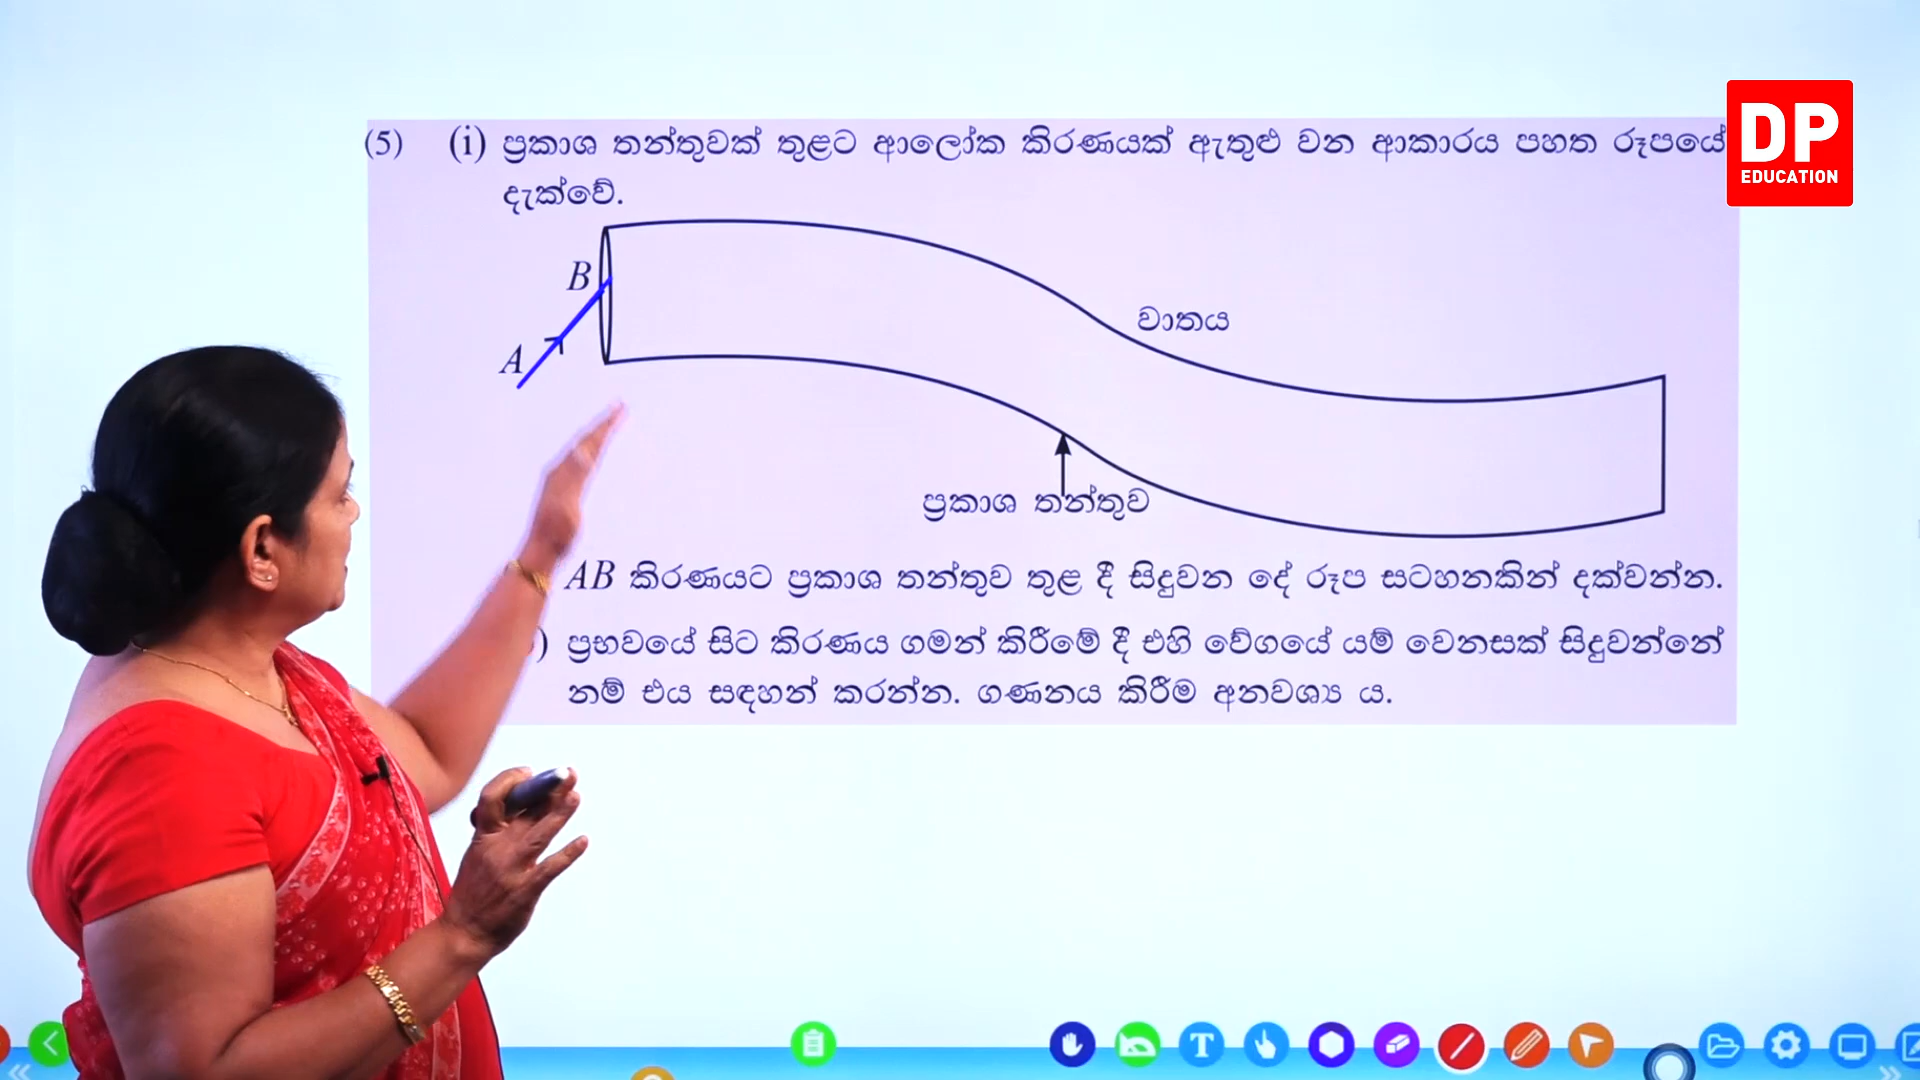 (5) (i) ප්‍රකාශ තන්තුවක් තුළට ආලෝක කිරණයක් ඇතුළු වන ආකාරය පහත රූපයේ
දැක්වේ.
DP
EDUCATION
B
A
වාතය
ප්‍රකාශ තන්තුව
AB කිරණයට ප්‍රකාශ තන්තුව තුළ දී සිදුවන දේ රූප සටහනකින් දක්වන්න.
) ප්‍රභවයේ සිට කිරණය ගමන් කිරීමේ දී එහි වේගයේ යම් වෙනසක් සිදුවන්නේ
නම් එය සඳහන් කරන්න. ගණනය කිරීම අනවශ්‍ය ය.
T